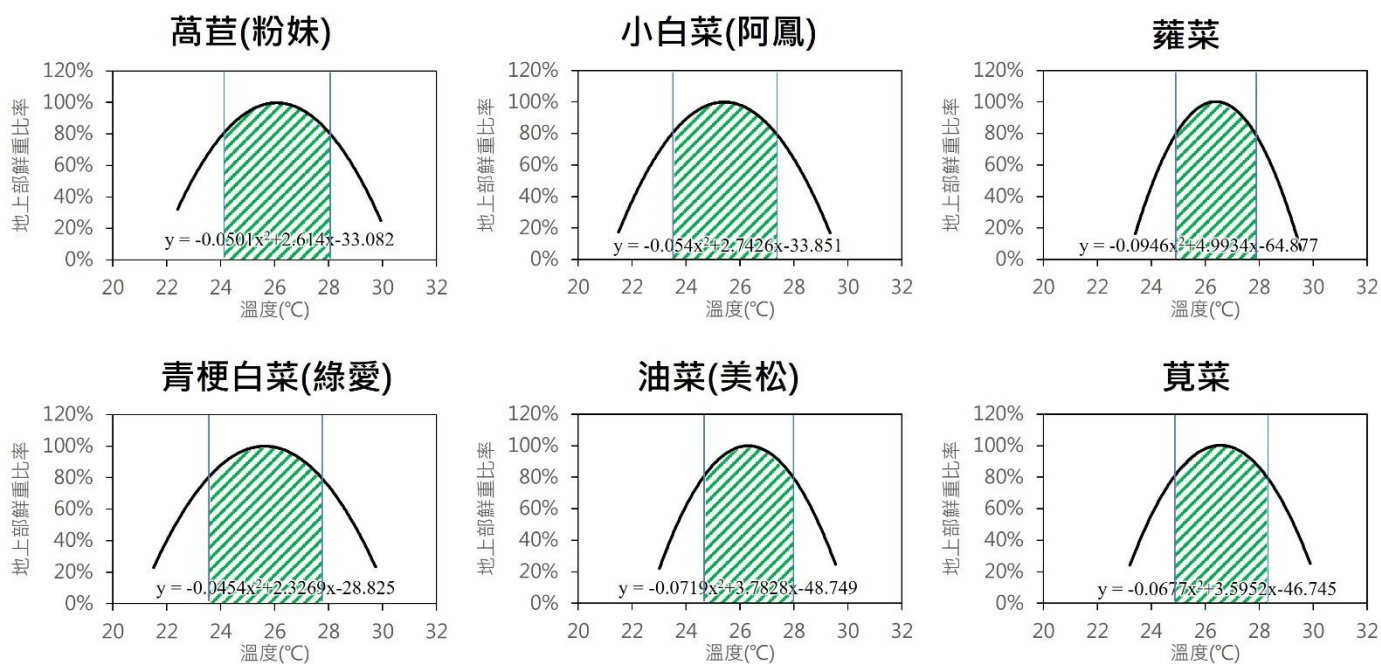 萵苣(粉妹)
120%
100%
80%
60%
40%
20%
0%
地上部鮮重比率
y = -0.0501x²+2.614x-33.082
20 22 24 26 28 30 32
溫度(℃)
小白菜(阿鳳)
120%
100%
80%
60%
40%
20%
0%
地上部鮮重比率
y = -0.054x²+2.7426x-33.851
20 22 24 26 28 30 32
溫度(℃)
蕹菜
120%
100%
80%
60%
40%
20%
0%
地上部鮮重比率
y = -0.0946x²+4.9934x-64.877
20 22 24 26 28 30 32
溫度(℃)
青梗白菜(綠愛)
120%
100%
80%
60%
40%
20%
0%
地上部鮮重比率
y = -0.0454x²+2.3269x-28.825
20 22 24 26 28 30 32
溫度(℃)
油菜(美松)
120%
100%
80%
60%
40%
20%
0%
地上部鮮重比率
y = -0.0719x²+3.7828x-48.749
20 22 24 26 28 30 32
溫度(℃)
莧菜
120%
100%
80%
60%
40%
20%
0%
地上部鮮重比率
y = -0.0677x²+3.5952x-46.745
20 22 24 26 28 30 32
溫度(℃)